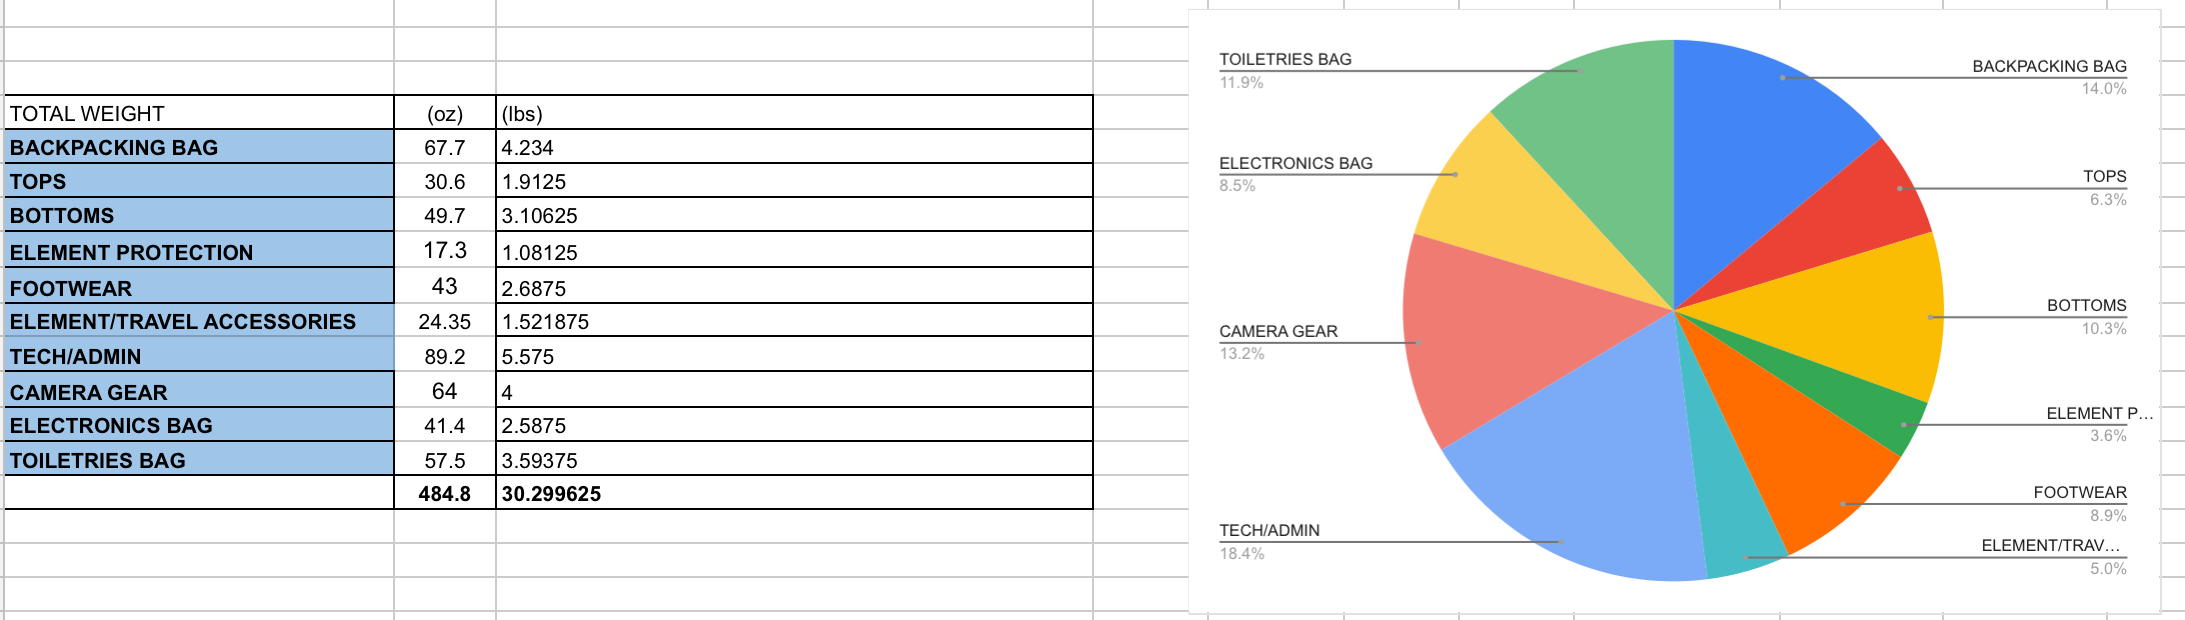 TOTAL WEIGHT (oz) (lbs)
BACKPACKING BAG 67.7 4.234
TOPS 30.6 1.9125
BOTTOMS 49.7 3.10625
ELEMENT PROTECTION 17.3 1.08125
FOOTWEAR 43 2.6875
ELEMENT/TRAVEL ACCESSORIES 24.35 1.521875
TECH/ADMIN 89.2 5.575
CAMERA GEAR 64 4
ELECTRONICS BAG 41.4 2.5875
TOILETRIES BAG 57.5 3.59375
484.8 30.299625
TOILETRIES BAG
11.9%
ELECTRONICS BAG
8.5%
CAMERA GEAR
13.2%
TECH/ADMIN
18.4%
BACKPACKING BAG
14.0%
TOPS
6.3%
BOTTOMS
10.3%
ELEMENT P...
3.6%
FOOTWEAR
8.9%
ELEMENT/TRAV...
5.0%